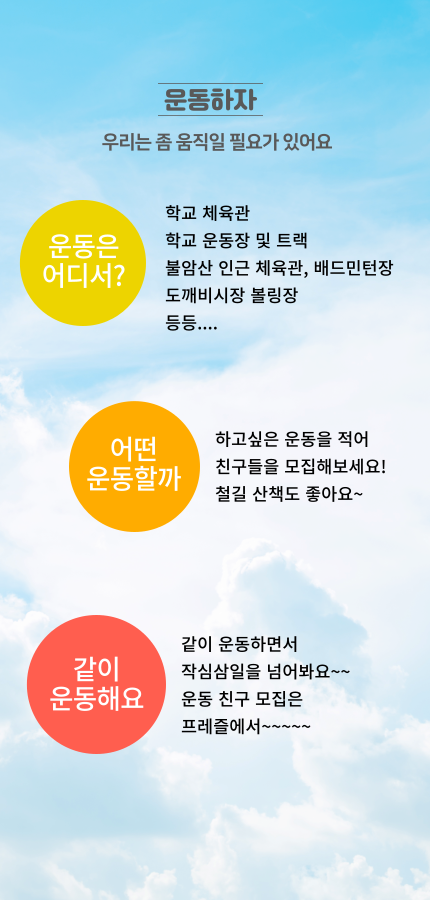 운동하자
우리는 좀 움직일 필요가 있어요
운동은
어디서?
학교 체육관
학교 운동장 및 트랙
불암산 인근 체육관, 배드민턴장
도깨비시장 볼링장
등등....
어떤
운동할까
하고싶은 운동을 적어
친구들을 모집해보세요!
철길 산책도 좋아요~
같이
운동해요
같이 운동하면서
작심삼일을 넘어봐요~~
운동 친구 모집은
프레즐에서~~~~~